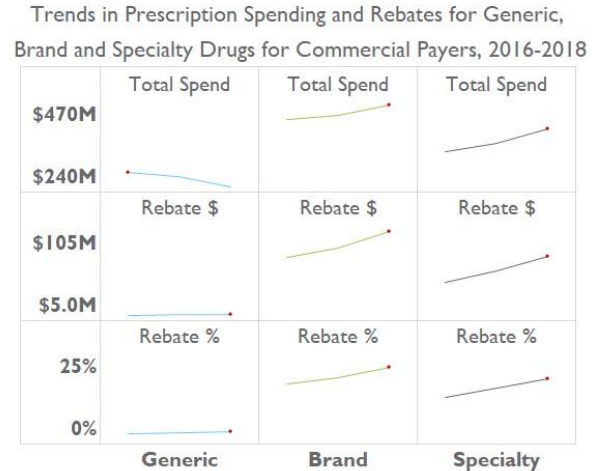 Trends in Prescription Spending and Rebates for Generic,
Brand and Specialty Drugs for Commercial Payers, 2016-2018
Total Spend Total Spend Total Spend
$470M
$240M
Rebate $ Rebate $ Rebate $
$105M
$5.0M
Rebate % Rebate % Rebate %
25%
0%
Generic Brand Specialty